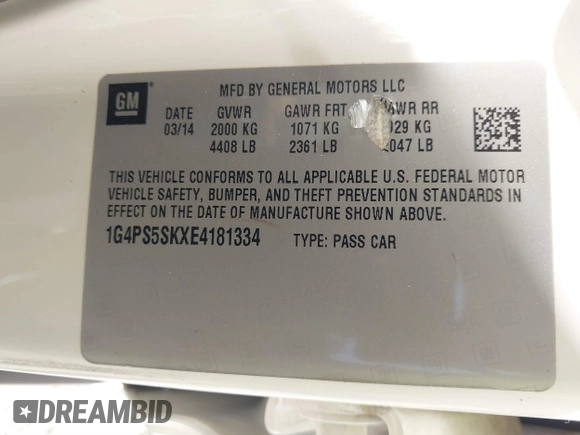 GM
MFD BY GENERAL MOTORS LLC
DATE GVWR GAWR FRT GAWR RR
03/14 2000 KG 1071 KG 929 KG
4408 LB 2361 LB 2047 LB
THIS VEHICLE CONFORMS TO ALL APPLICABLE U.S. FEDERAL MOTOR
VEHICLE SAFETY, BUMPER, AND THEFT PREVENTION STANDARDS IN
EFFECT ON THE DATE OF MANUFACTURE SHOWN ABOVE.
1G4PS5SKXE4181334 TYPE: PASS CAR
DREAMBID